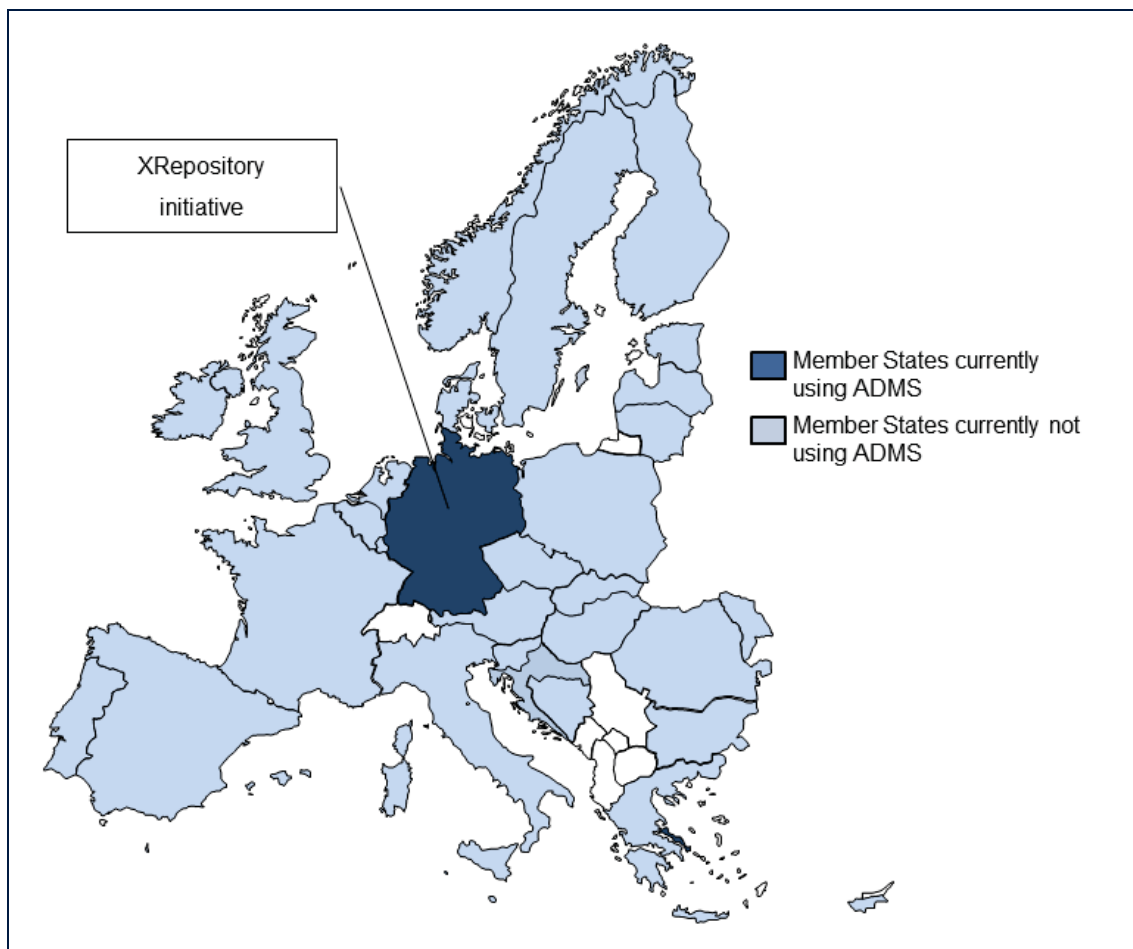 XRepository
initiative
Member States currently
using ADMS
Member States currently not
using ADMS